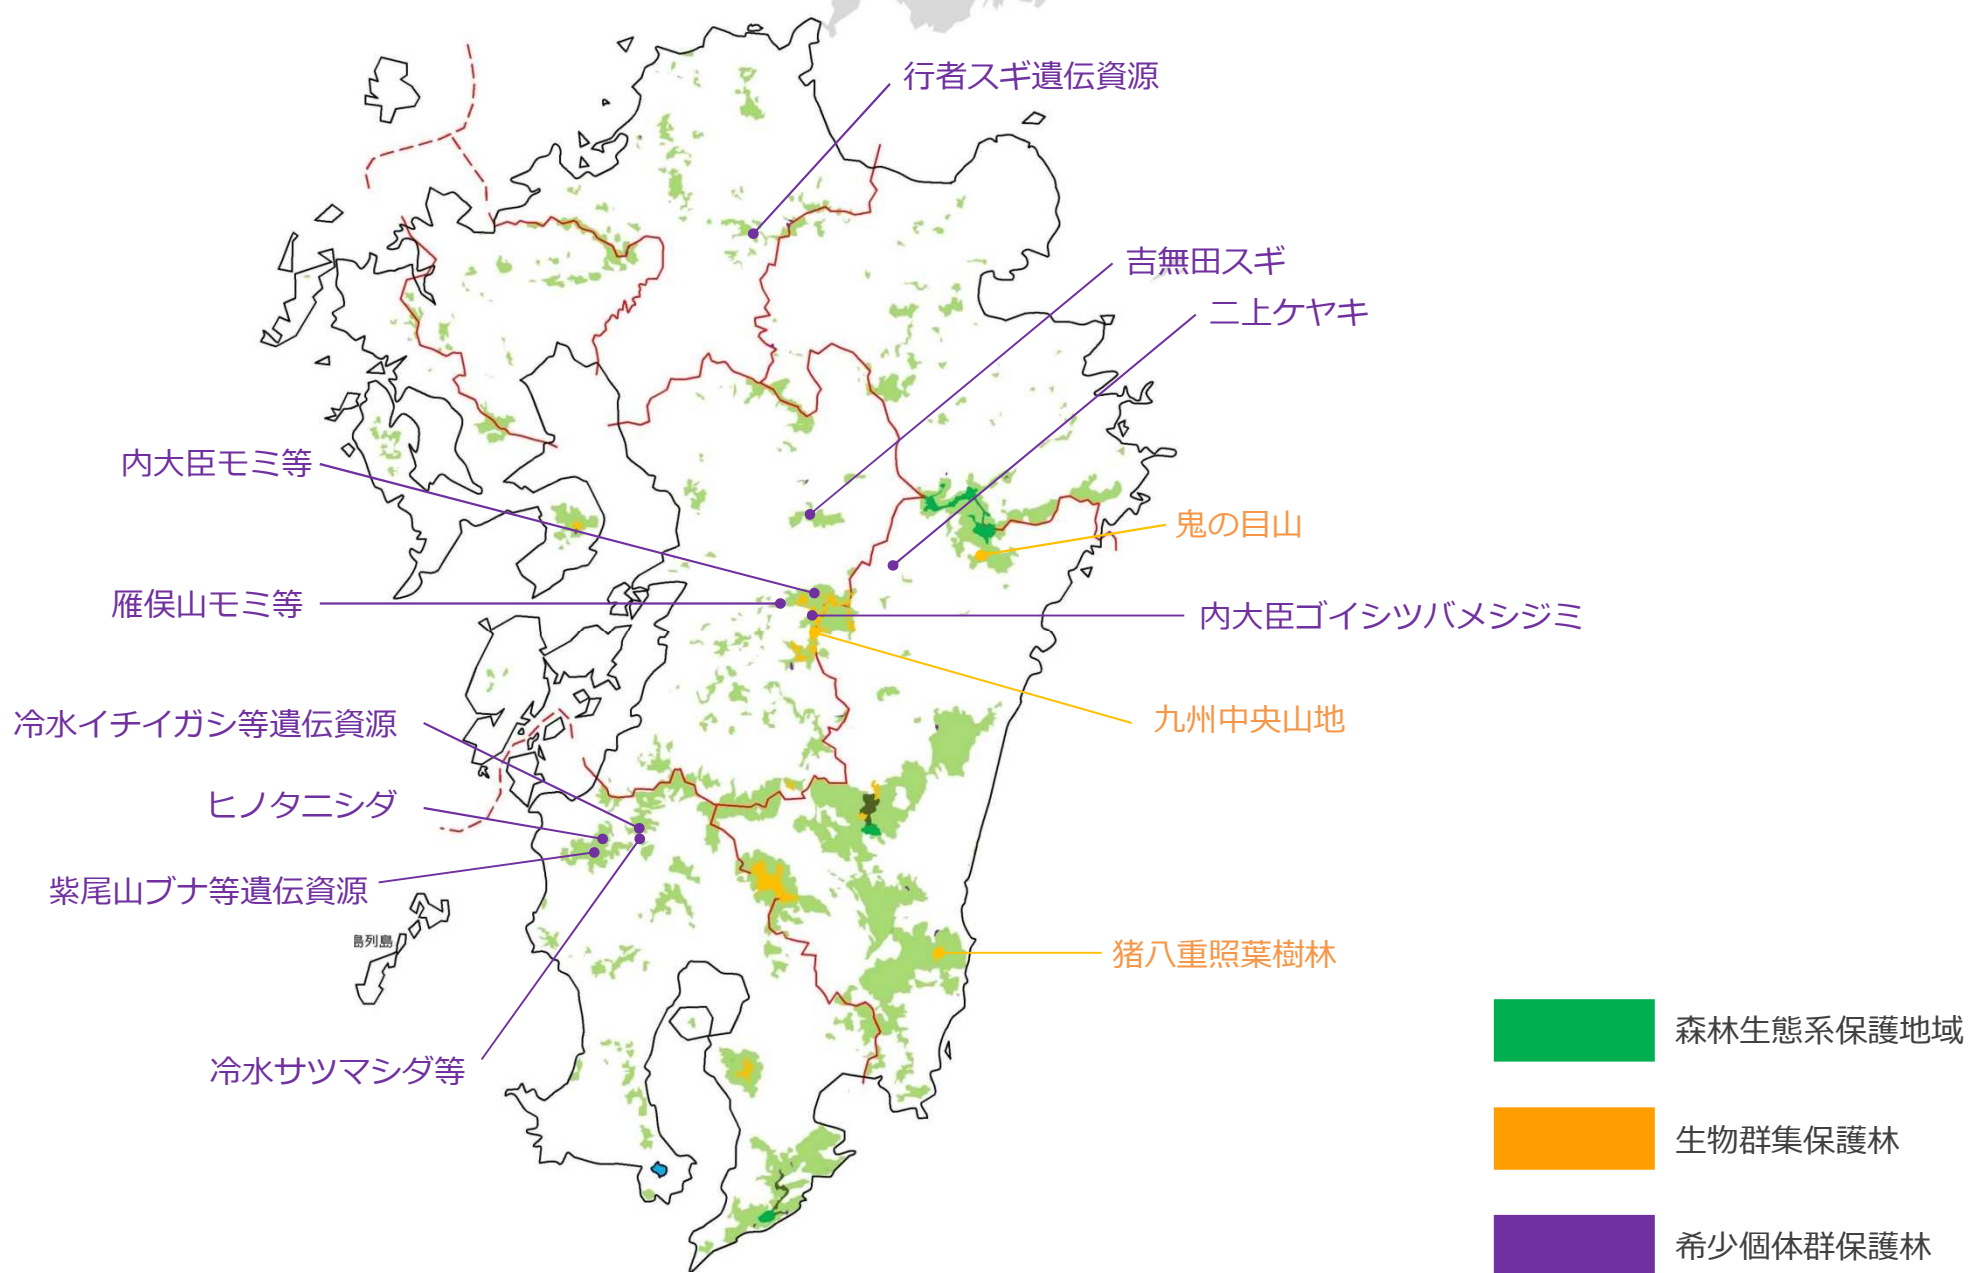 行者スギ遺伝資源
吉無田スギ
二上ケヤキ
内大臣モミ等
鬼の目山
雁俣山モミ等
内大臣ゴイシツバメシジミ
冷水イチイガシ等遺伝資源
九州中央山地
ヒノタニシダ
紫尾山ブナ等遺伝資源
島列島
猪八重照葉樹林
冷水サツマシダ等
森林生態系保護地域
生物群集保護林
希少個体群保護林